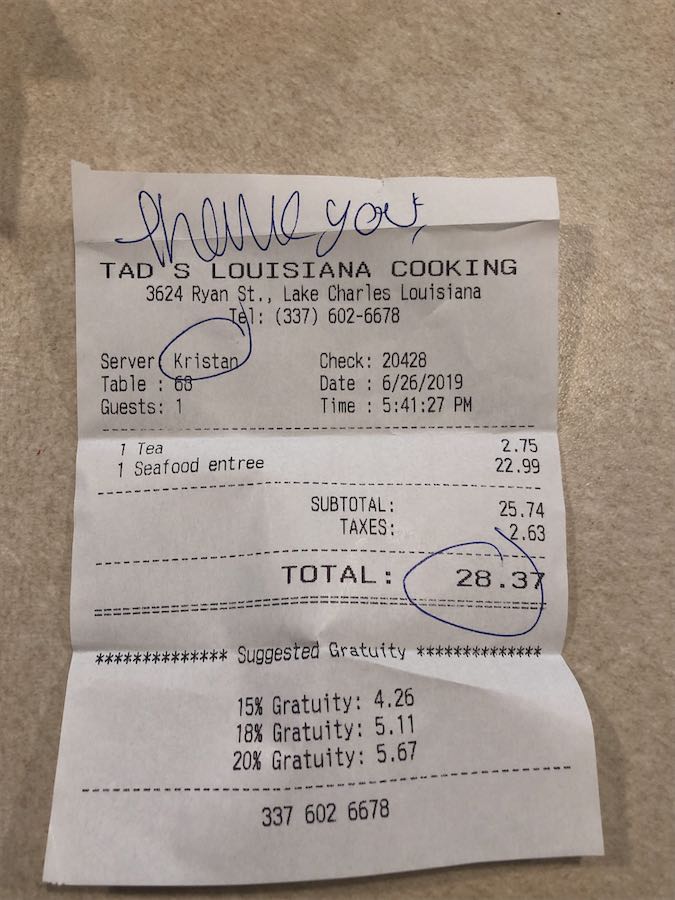 thank you,
TAD'S LOUISIANA COOKING
3624 Ryan St., Lake Charles Louisiana
Tel: (337) 602-6678
Server: Kristan Check: 20428
Table : 68 Date : 6/26/2019
Guests: 1 Time : 5:41:27 PM
1 Tea 2.75
1 Seafood entree 22.99
SUBTOTAL: 25.74
TAXES: 2.63
TOTAL: 28.37
************** Suggested Gratuity **************
15% Gratuity: 4.26
18% Gratuity: 5.11
20% Gratuity: 5.67
337 602 6678